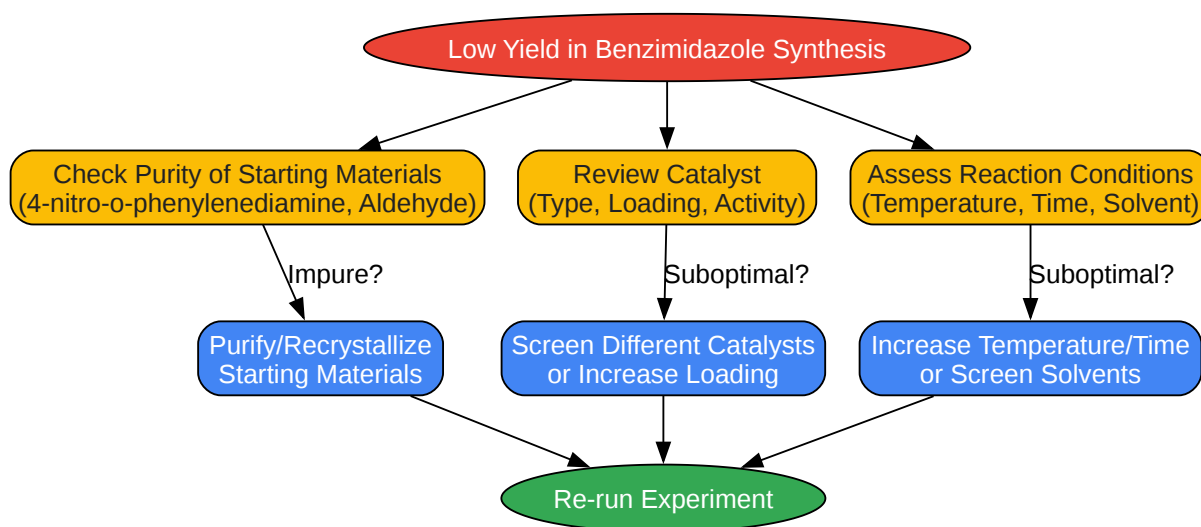 Low Yield in Benzimidazole Synthesis
Check Purity of Starting Materials
(4-nitro-o-phenylenediamine, Aldehyde)
Review Catalyst
(Type, Loading, Activity)
Assess Reaction Conditions
(Temperature, Time, Solvent)
Impure?
Suboptimal?
Suboptimal?
Purify/Recrystallize
Starting Materials
Screen Different Catalysts
or Increase Loading
Increase Temperature/Time
or Screen Solvents
Re-run Experiment